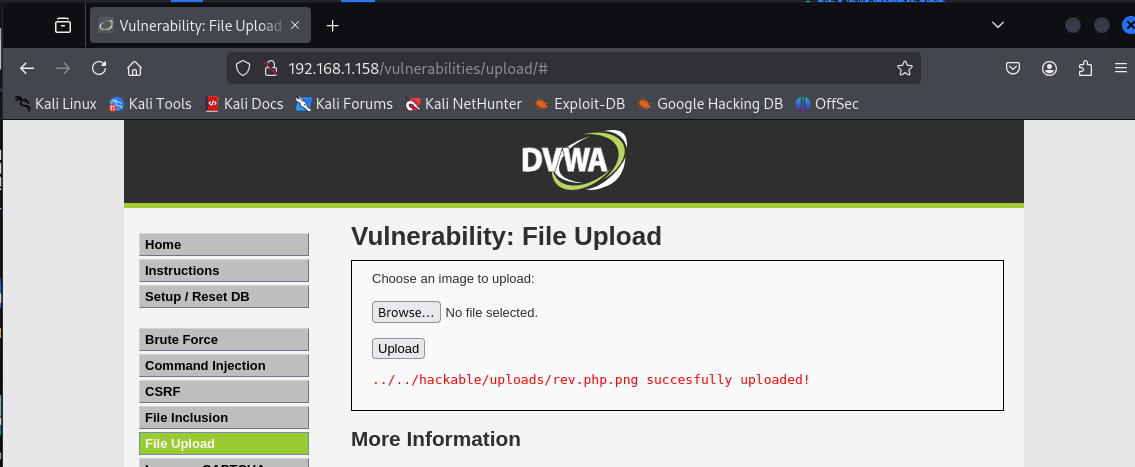 Vulnerability: File Upload
192.168.1.158/vulnerabilities/upload/#
Kali Linux Kali Tools Kali Docs Kali Forums Kali NetHunter Exploit-DB Google Hacking DB OffSec
DVWA
Home
Instructions
Setup / Reset DB
Brute Force
Command Injection
CSRF
File Inclusion
File Upload
Vulnerability: File Upload
Choose an image to upload:
Browse... No file selected.
Upload
../../hackable/uploads/rev.php.png succesfully uploaded!
More Information